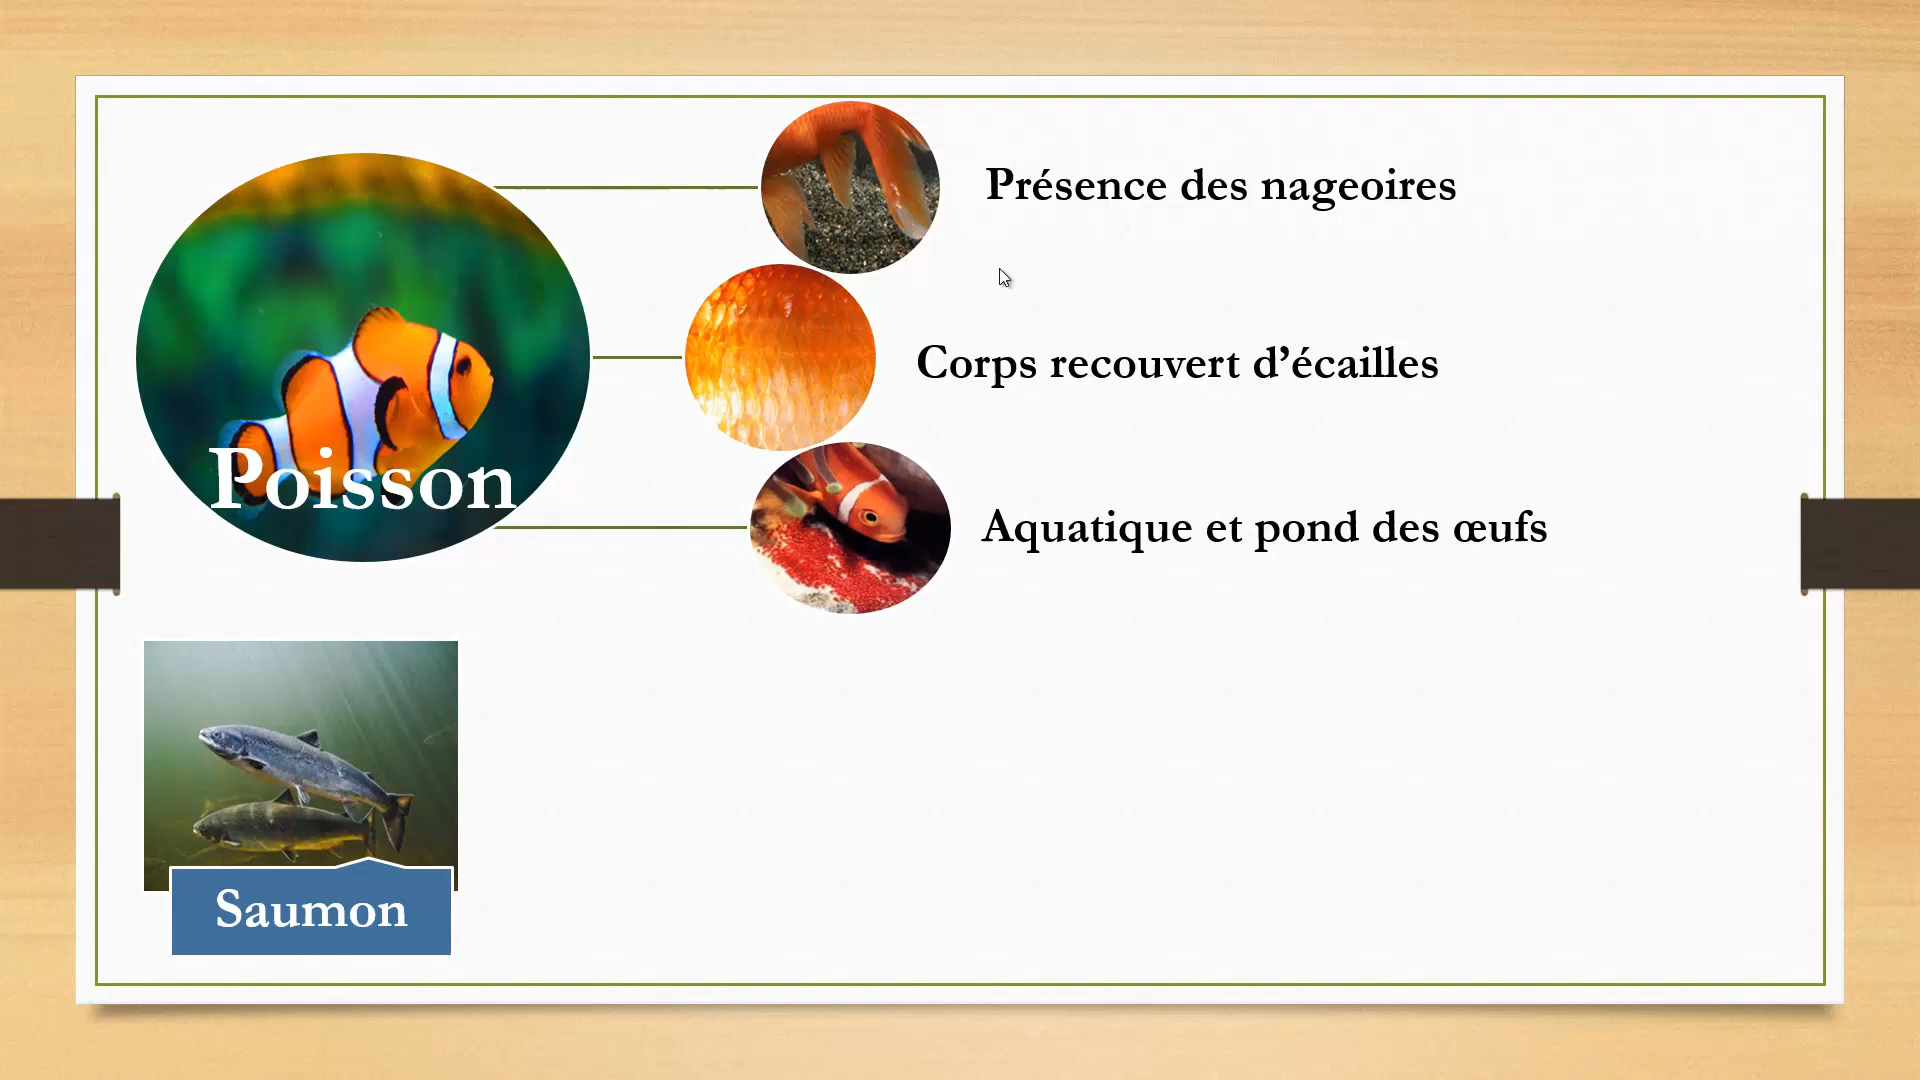 Présence des nageoires
Corps recouvert d’écailles
Poisson
Aquatique et pond des œufs
Saumon